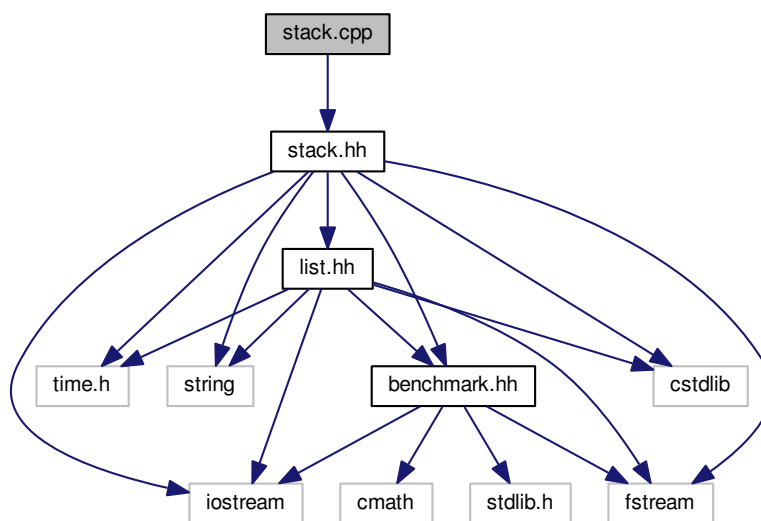 stack.cpp
stack.hh
list.hh
time.h
string
benchmark.hh
cstdlib
iostream
cmath
stdlib.h
fstream